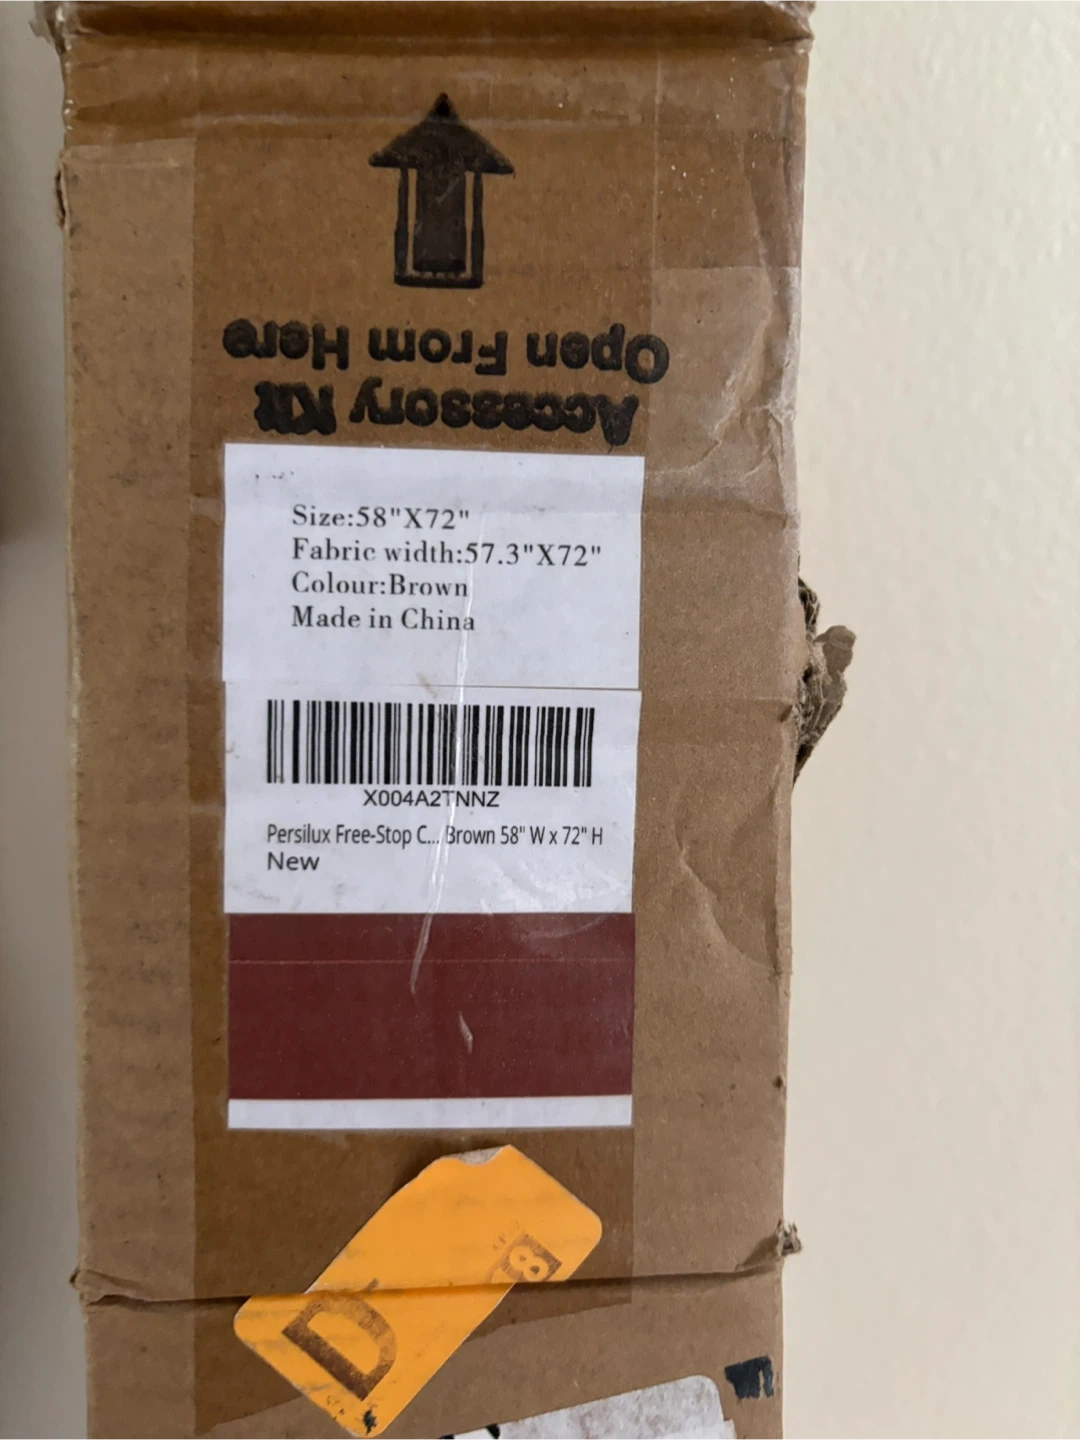 Open From Here
Accessory Kit
Size:58"X72"
Fabric width:57.3"X72"
Colour:Brown
Made in China
X004A2TNNZ
Persilux Free-Stop C... Brown 58" W x 72" H
New
D
18